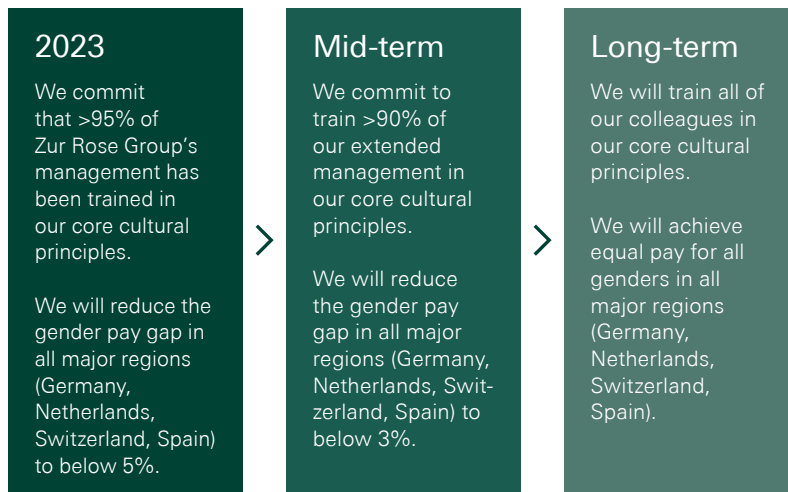 2023
We commit
that >95% of
Zur Rose Group’s
management has
been trained in
our core cultural
principles.
We will reduce the
gender pay gap in
all major regions
(Germany,
Netherlands,
Switzerland, Spain)
to below 5%.
Mid-term
We commit to
train >90% of
our extended
management in
our core cultural
principles.
We will reduce
the gender pay
gap in all major
regions (Germany,
Netherlands, Swit-
zerland, Spain) to
below 3%.
Long-term
We will train all of
our colleagues in
our core cultural
principles.
We will achieve
equal pay for all
genders in all
major regions
(Germany,
Netherlands,
Switzerland,
Spain).